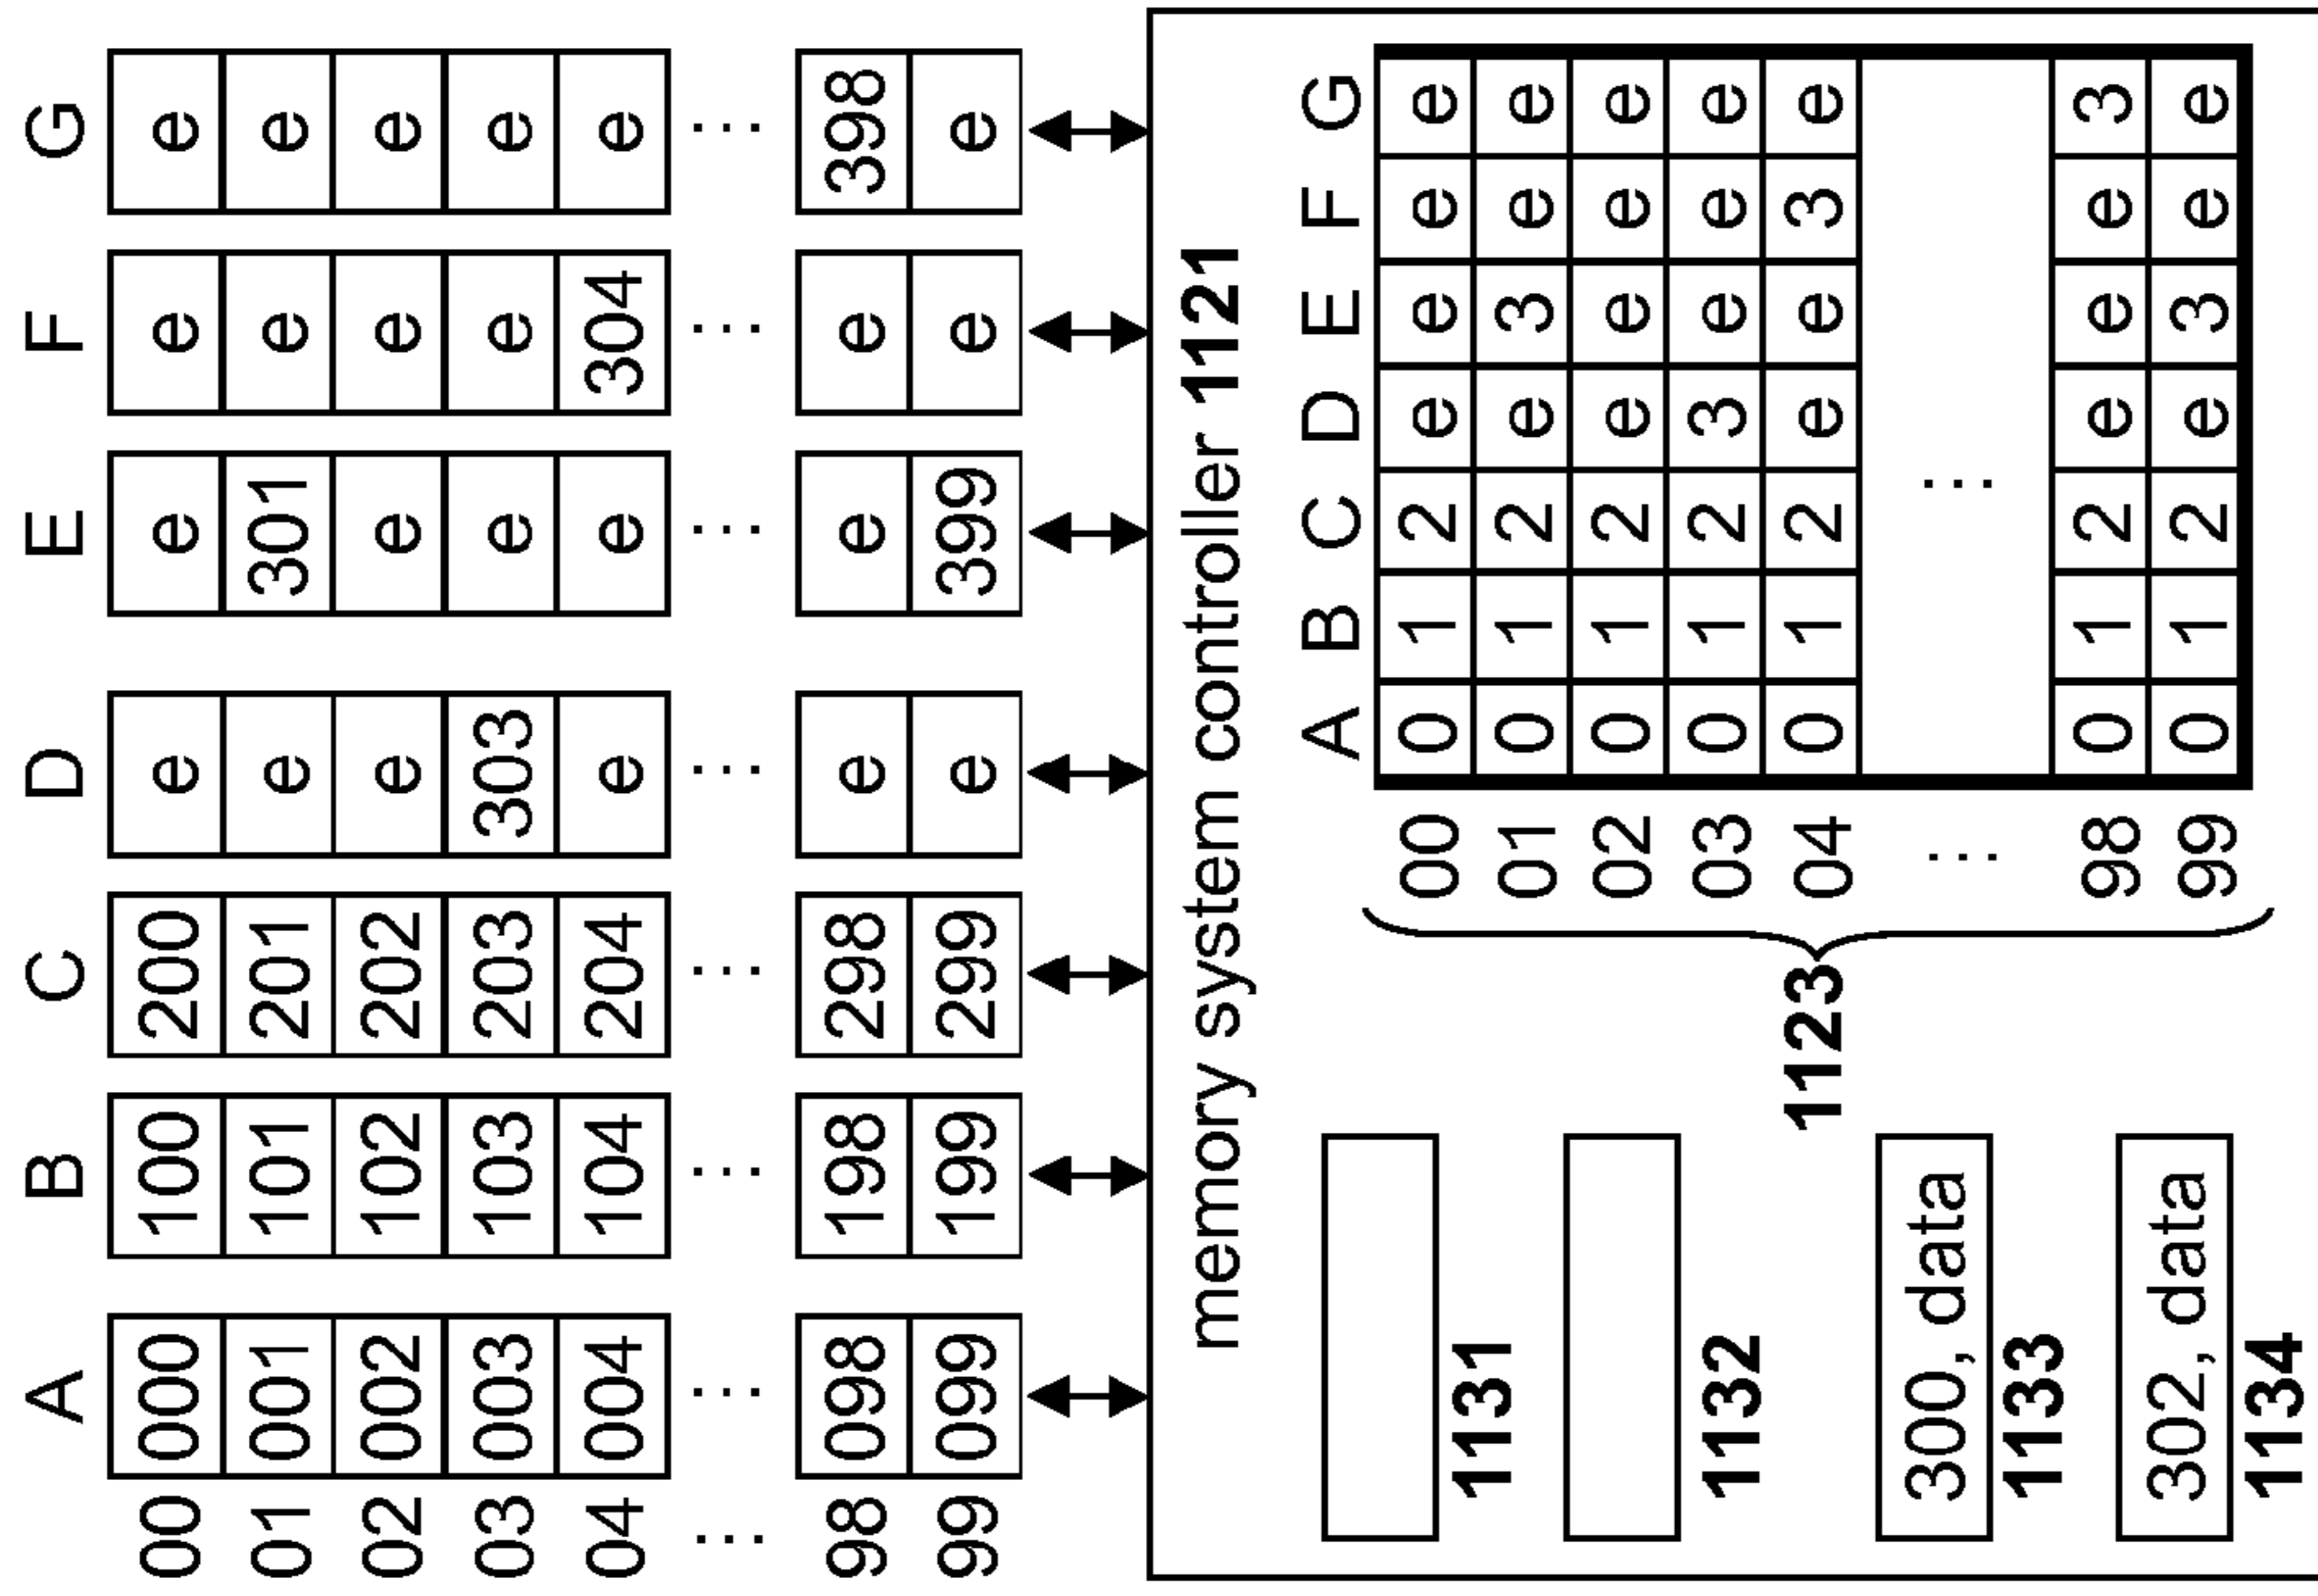 A B C D E F G
00 000 100 200 e e e e
01 001 101 201 e 301 e e
02 002 102 202 e e e e
03 003 103 203 303 e e e
04 004 104 204 e e 304 e
... ... ... ... ... ... ... ...
98 098 198 298 e e e 398
99 099 199 299 e 399 e e
memory system controller 1121
A B C D E F G
00 0 1 2 e e e e
01 0 1 2 e 3 e e
02 0 1 2 e e e e
03 0 1 2 3 e e e
04 0 1 2 e e 3 e
... ...
98 0 1 2 e e e 3
99 0 1 2 e 3 e e
1123
1131
1132
300, data
1133
302, data
1134